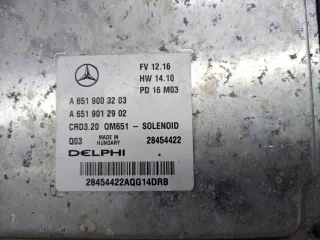 FV 12.16
HW 14.10
PD 16 M03
A 651 900 32 03
A 651 901 29 02
CRD3.20 OM651 - SOLENOID
Q03 MADE IN HUNGARY 28454422
DELPHI
28454422AQG14DRB